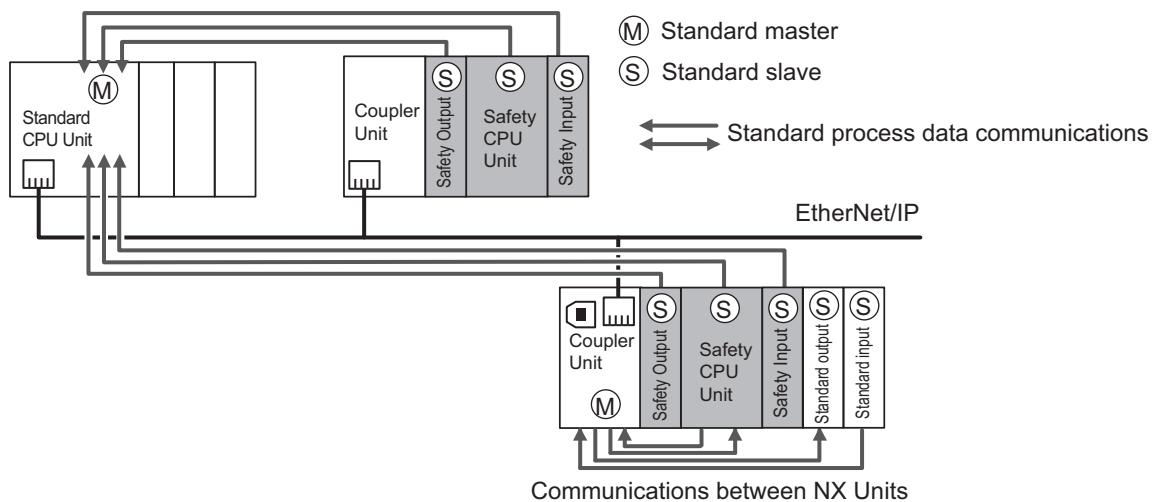 M Standard master
S Standard slave
Standard process data communications
M
Standard
CPU Unit
Coupler
Unit
S
Safety Output
S
Safety
CPU
Unit
S
Safety Input
EtherNet/IP
Coupler
Unit
M
S
Safety Output
S
Safety
CPU
Unit
S
Safety Input
S
Standard output
S
Standard input
Communications between NX Units